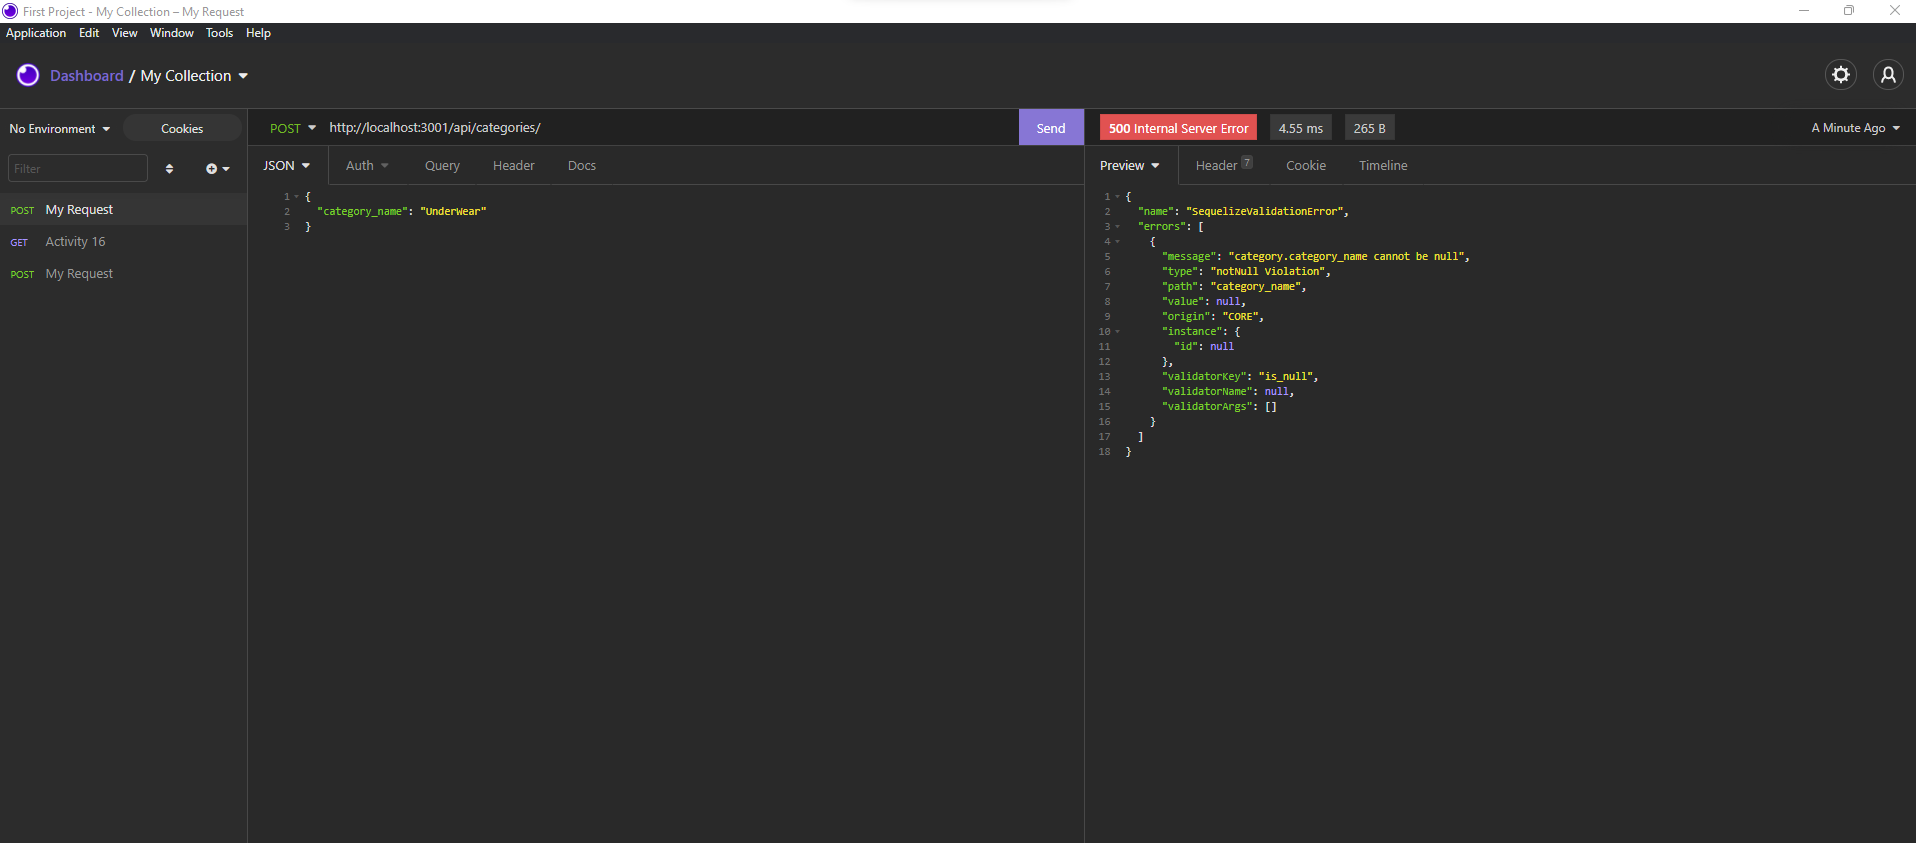 First Project - My Collection – My Request
Application Edit View Window Tools Help
Dashboard / My Collection
No Environment Cookies
Filter
POST My Request
GET Activity 16
POST My Request
POST http://localhost:3001/api/categories/ Send
JSON Auth Query Header Docs
1 {
2 "category_name": "UnderWear"
3 }
500 Internal Server Error 4.55 ms 265 B A Minute Ago
Preview Header 7 Cookie Timeline
1 {
2 "name": "SequelizeValidationError",
3 "errors": [
4 {
5 "message": "category.category_name cannot be null",
6 "type": "notNull Violation",
7 "path": "category_name",
8 "value": null,
9 "origin": "CORE",
10 "instance": {
11 "id": null
12 },
13 "validatorKey": "is_null",
14 "validatorName": null,
15 "validatorArgs": []
16 }
17 ]
18 }